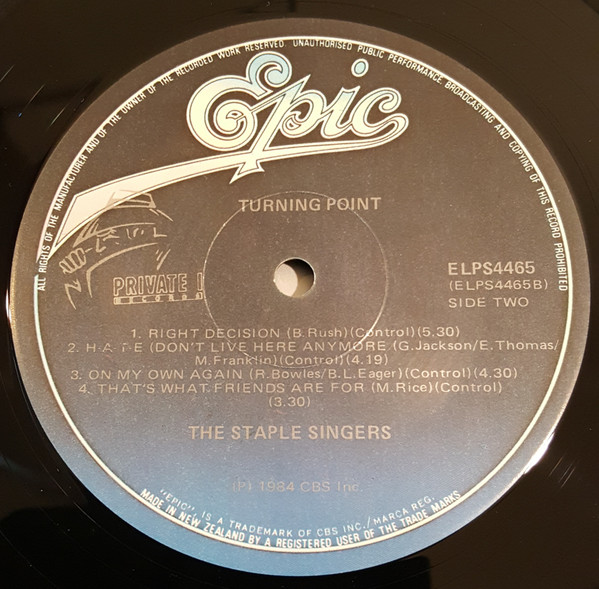 ALL RIGHTS OF THE MANUFACTURER AND OF THE OWNER OF THE RECORDED WORK RESERVED. UNAUTHORISED PUBLIC PERFORMANCE BROADCASTING AND COPYING OF THIS RECORD PROHIBITED
Epic
TURNING POINT
PRIVATE I
RECORDS
ELPS4465
(ELPS4465B)
SIDE TWO
1. RIGHT DECISION (B. Rush)(Control)(5,30)
2. H-A-T-E (DON'T LIVE HERE ANYMORE (G. Jackson/E. Thomas/
M. Franklin)(Control)(4.19)
3. ON MY OWN AGAIN (R. Bowles/B.L. Eager)(Control)(4.30)
4. THAT'S WHAT FRIENDS ARE FOR (M. Rice)(Control)
(3.30)
THE STAPLE SINGERS
(P) 1984 CBS Inc.
"EPIC" IS A TRADEMARK OF CBS INC./MARCA REG.
MADE IN NEW ZEALAND BY A REGISTERED USER OF THE TRADE MARKS